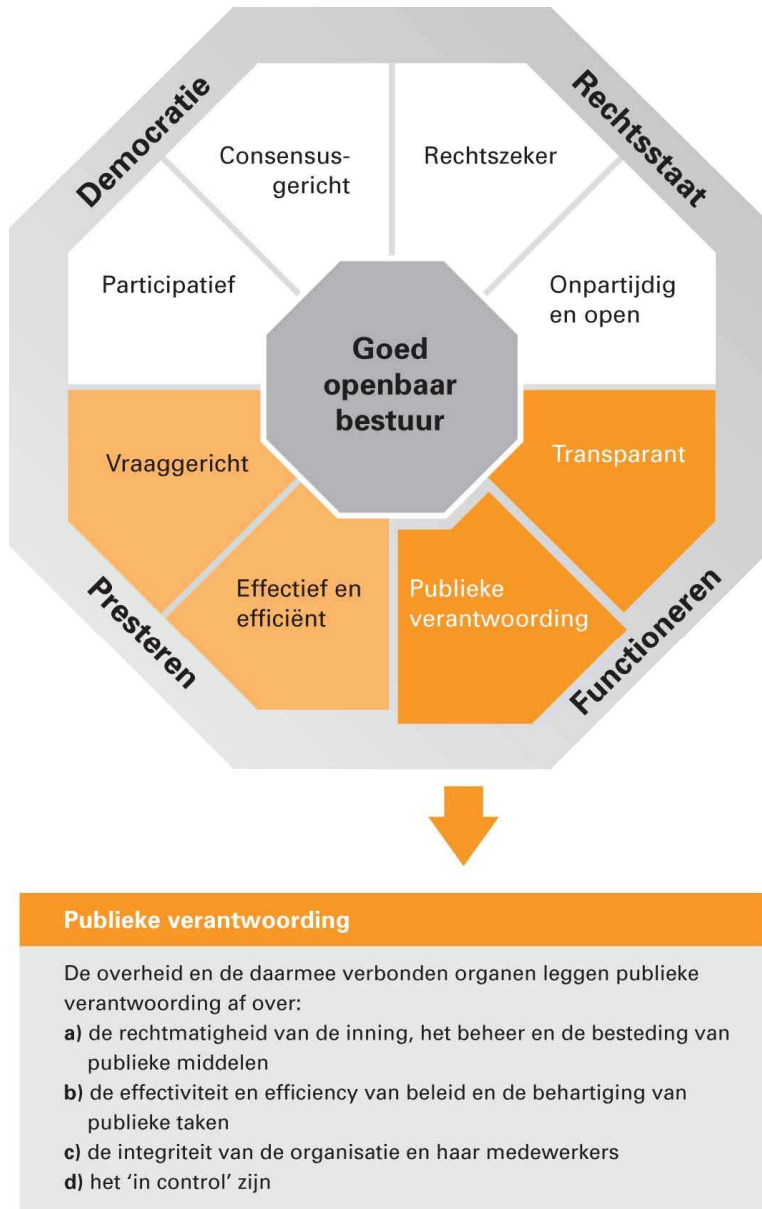 Democratie
Rechtsstaat
Consensus-
gericht
Rechtszeker
Participatief
Onpartijdig
en open
Goed
openbaar
bestuur
Vraaggericht
Transparant
Effectief en
efficiënt
Publieke
verantwoording
Presteren
Functioneren
Publieke verantwoording
De overheid en de daarmee verbonden organen leggen publieke
verantwoording af over:
a) de rechtmatigheid van de inning, het beheer en de besteding van
publieke middelen
b) de effectiviteit en efficiency van beleid en de behartiging van
publieke taken
c) de integriteit van de organisatie en haar medewerkers
d) het ‘in control’ zijn